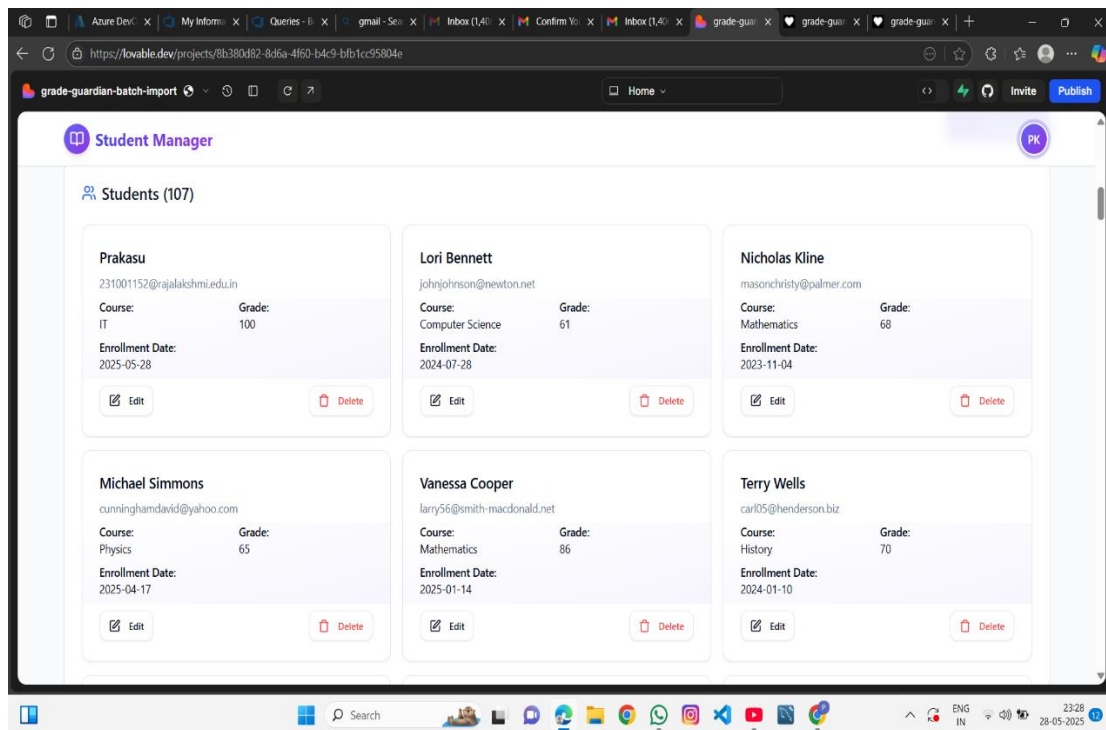 Azure DevO
My Informa
Queries - B
gmail - Sea
Inbox (1,40
Confirm Yo
Inbox (1,40
grade-guar
grade-guar
grade-guar
https://lovable.dev/projects/8b380d82-8d6a-4f60-b4c9-bfb1cc95804e
grade-guardian-batch-import
Home
Invite
Publish
Student Manager
PK
Students (107)
Prakasu
231001152@rajalakshmi.edu.in
Course: Grade:
IT 100
Enrollment Date:
2025-05-28
Edit Delete
Lori Bennett
johnjohnson@newton.net
Course: Grade:
Computer Science 61
Enrollment Date:
2024-07-28
Edit Delete
Nicholas Kline
masonchristy@palmer.com
Course: Grade:
Mathematics 68
Enrollment Date:
2023-11-04
Edit Delete
Michael Simmons
cunninghamdavid@yahoo.com
Course: Grade:
Physics 65
Enrollment Date:
2025-04-17
Edit Delete
Vanessa Cooper
larry56@smith-macdonald.net
Course: Grade:
Mathematics 86
Enrollment Date:
2025-01-14
Edit Delete
Terry Wells
carl05@henderson.biz
Course: Grade:
History 70
Enrollment Date:
2024-01-10
Edit Delete
Search
ENG
IN
23:28
28-05-2025
12